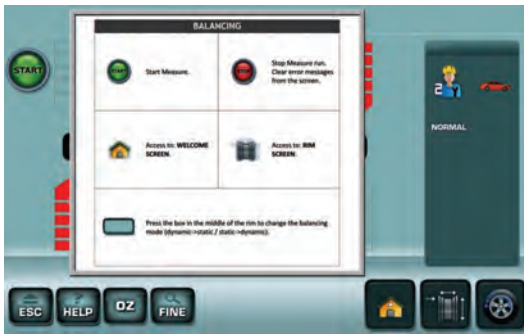 BALANCING
START
START
Start Measure.
STOP
Stop Measure run.
Clear error messages
from the screen.
2
NORMAL
Access to: WELCOME
SCREEN.
Access to: RIM
SCREEN.
Press the box in the middle of the rim to change the balancing
mode (dynamic->static / static->dynamic).
ESC
?
HELP
OZ
FINE